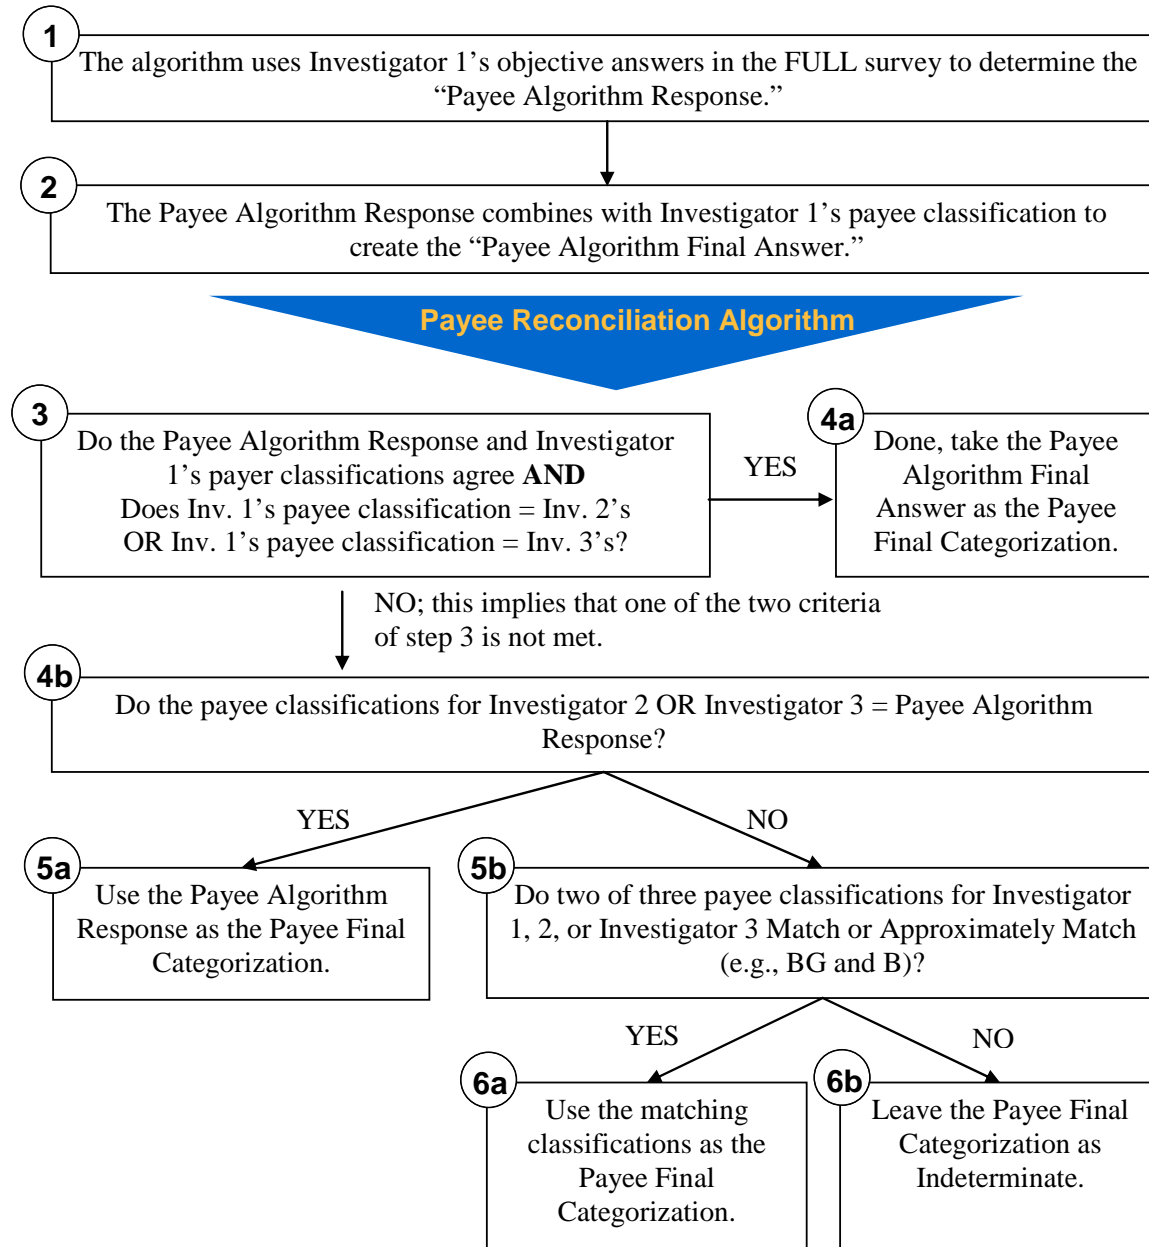 1
The algorithm uses Investigator 1’s objective answers in the FULL survey to determine the
“Payee Algorithm Response.”
2
The Payee Algorithm Response combines with Investigator 1’s payee classification to
create the “Payee Algorithm Final Answer.”
Payee Reconciliation Algorithm
3
Do the Payee Algorithm Response and Investigator
1’s payer classifications agree AND
Does Inv. 1’s payee classification = Inv. 2’s
OR Inv. 1’s payee classification = Inv. 3’s?
YES
4a
Done, take the Payee
Algorithm Final
Answer as the Payee
Final Categorization.
NO; this implies that one of the two criteria
of step 3 is not met.
4b
Do the payee classifications for Investigator 2 OR Investigator 3 = Payee Algorithm
Response?
YES
NO
5a
Use the Payee Algorithm
Response as the Payee Final
Categorization.
5b
Do two of three payee classifications for Investigator
1, 2, or Investigator 3 Match or Approximately Match
(e.g., BG and B)?
YES
NO
6a
Use the matching
classifications as the
Payee Final
Categorization.
6b
Leave the Payee Final
Categorization as
Indeterminate.